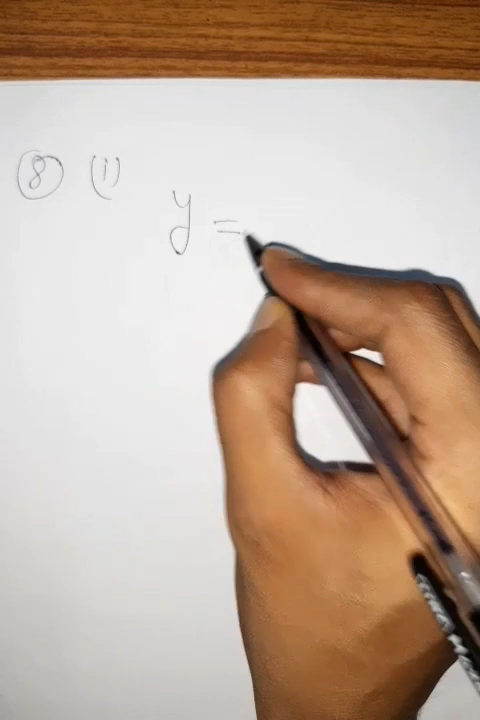 8 (i)
y =